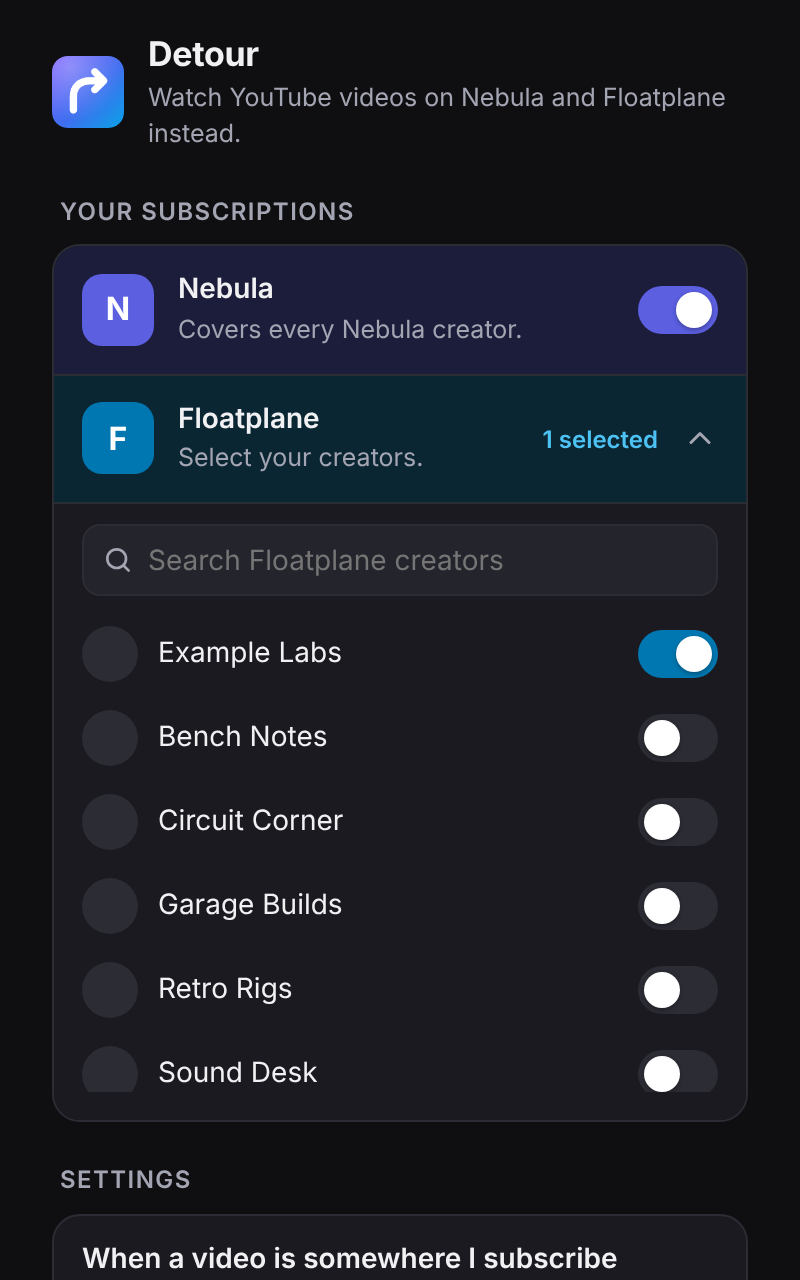 Detour
Watch YouTube videos on Nebula and Floatplane
instead.
YOUR SUBSCRIPTIONS
N
Nebula
Covers every Nebula creator.
F
Floatplane
Select your creators.
1 selected
Search Floatplane creators
Example Labs
Bench Notes
Circuit Corner
Garage Builds
Retro Rigs
Sound Desk
SETTINGS
When a video is somewhere I subscribe